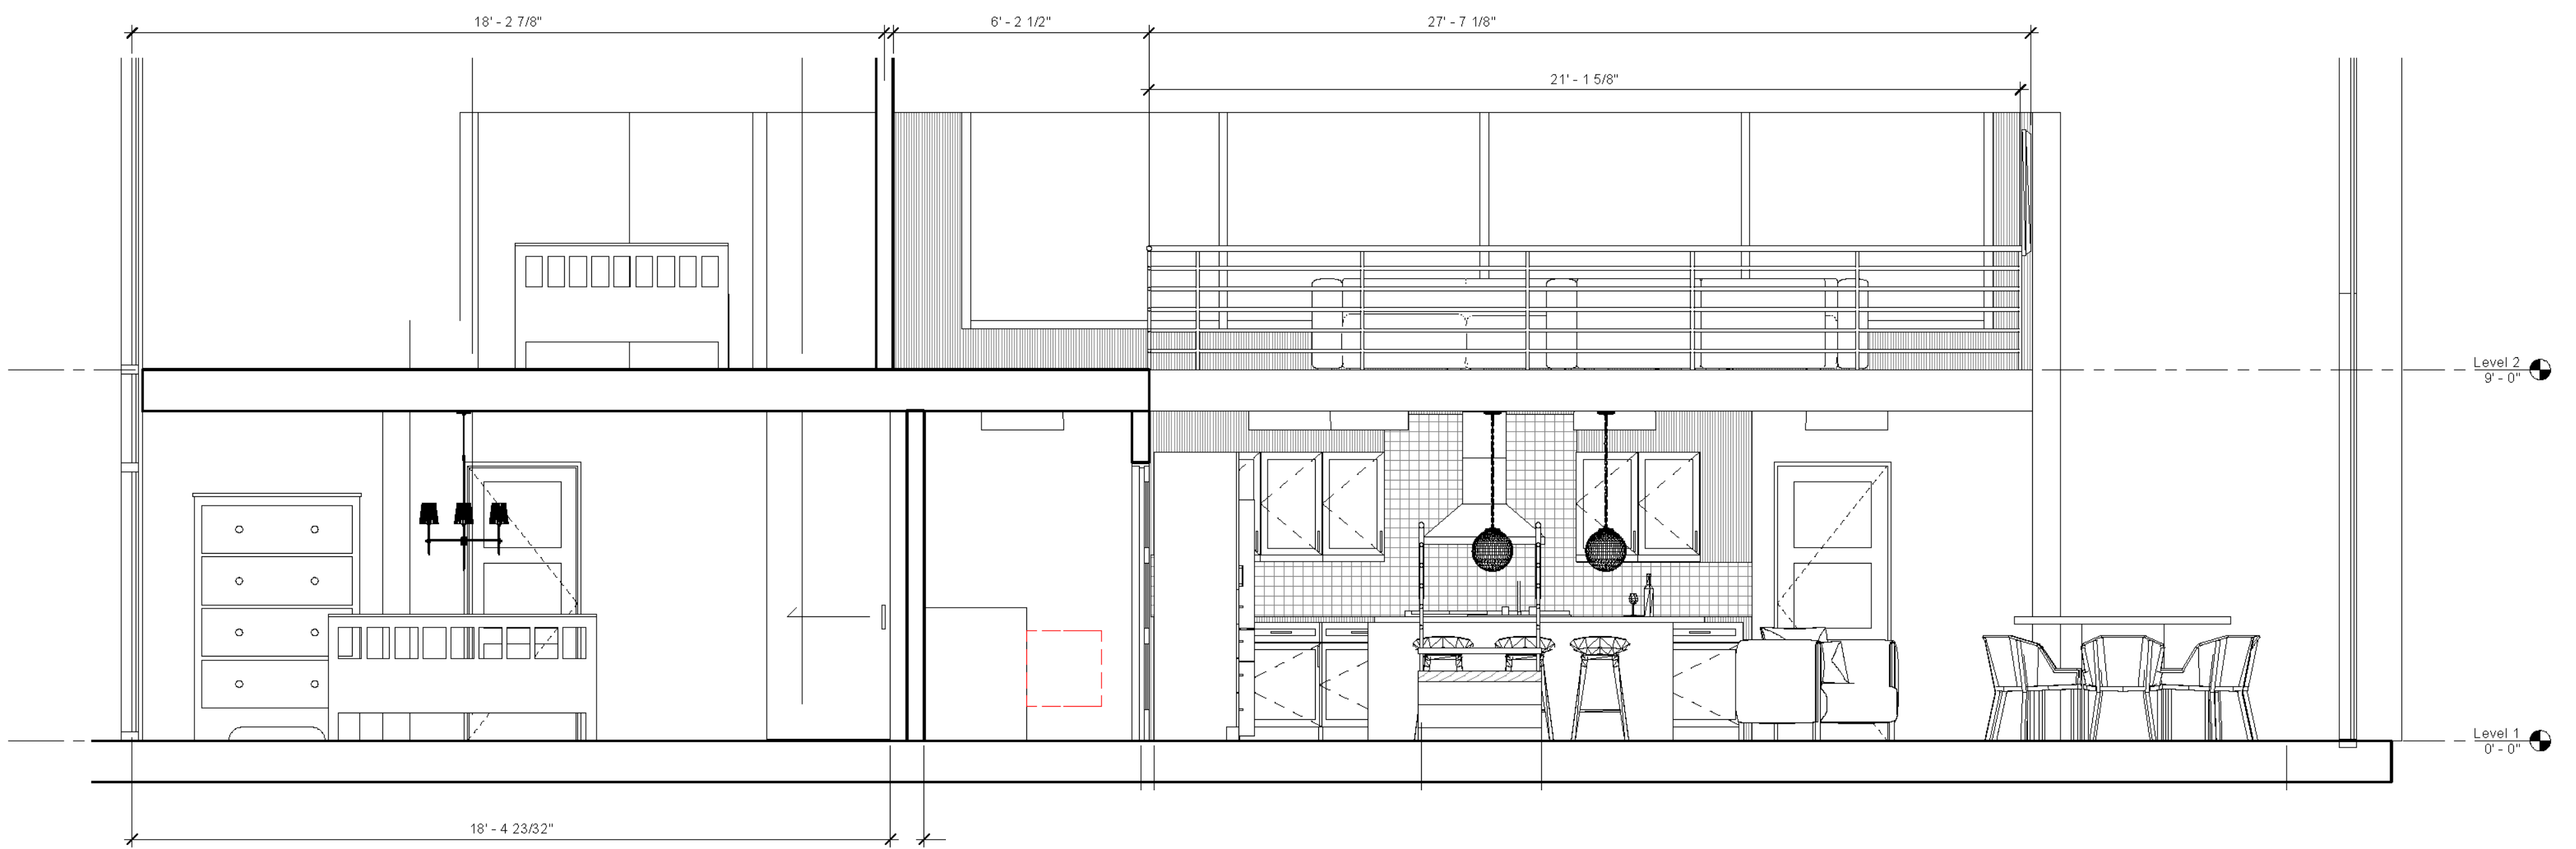 18' - 2 7/8"
6' - 2 1/2"
27' - 7 1/8"
21' - 1 5/8"
Level 2
9' - 0"
Level 1
0' - 0"
18' - 4 23/32"